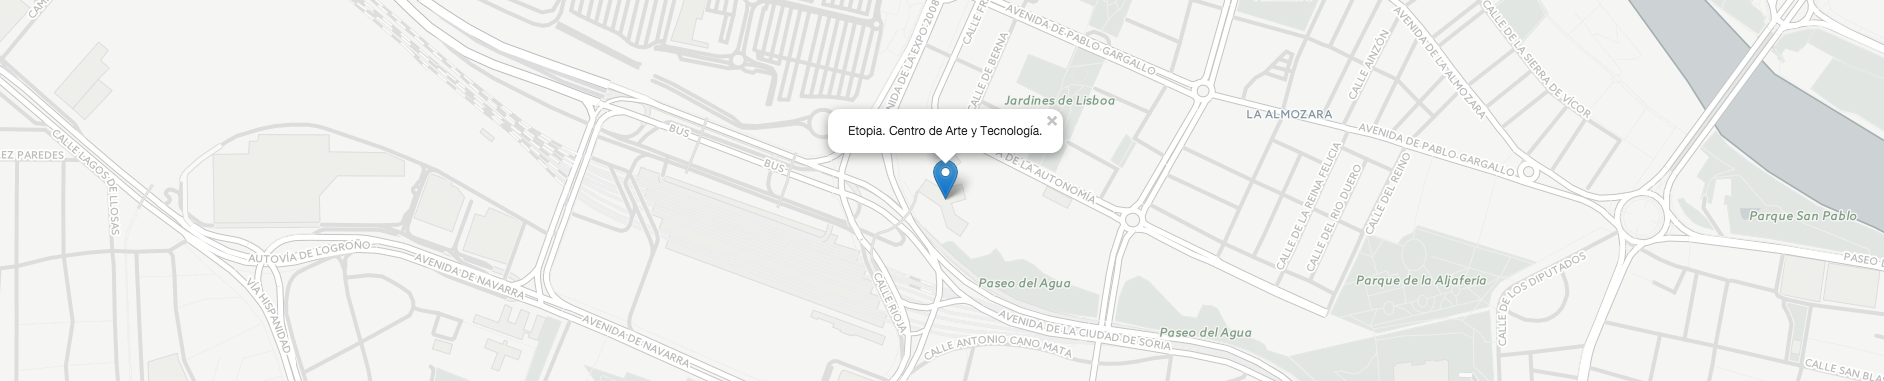 AVENIDA DE LA EXPO 2008
CALLE FR
CALLE DE BERNA
AVENIDA DE PABLO GARGALLO
AVENIDA DE LA ALMOZARA
CALLE DE LA SIERRA DE VÍCOR
CALLE AINZÓN
Jardines de Lisboa
LA ALMOZARA
AVENIDA DE PABLO GARGALLO
Etopia. Centro de Arte y Tecnología.
×
BUS
BUS
A DE LA AUTONOMÍA
EZ PAREDES
CALLE LAGOS DE LLOSAS
CALLE DE LA REINA FELICIA
CALLE DEL RIO DUERO
CALLE DEL REINO
Parque San Pablo
AUTOVÍA DE LOGROÑO
AVENIDA DE NAVARRA
VÍA HISPANIDAD
Paseo del Agua
Parque de la Aljafería
CALLE DE LOS DIPUTADOS
PASEO
CALLE RIOJA
AVENIDA DE NAVARRA
AVENIDA DE LA CIUDAD DE SORIA
Paseo del Agua
CALLE ANTONIO CANO MATA
CALLE SAN BLAS